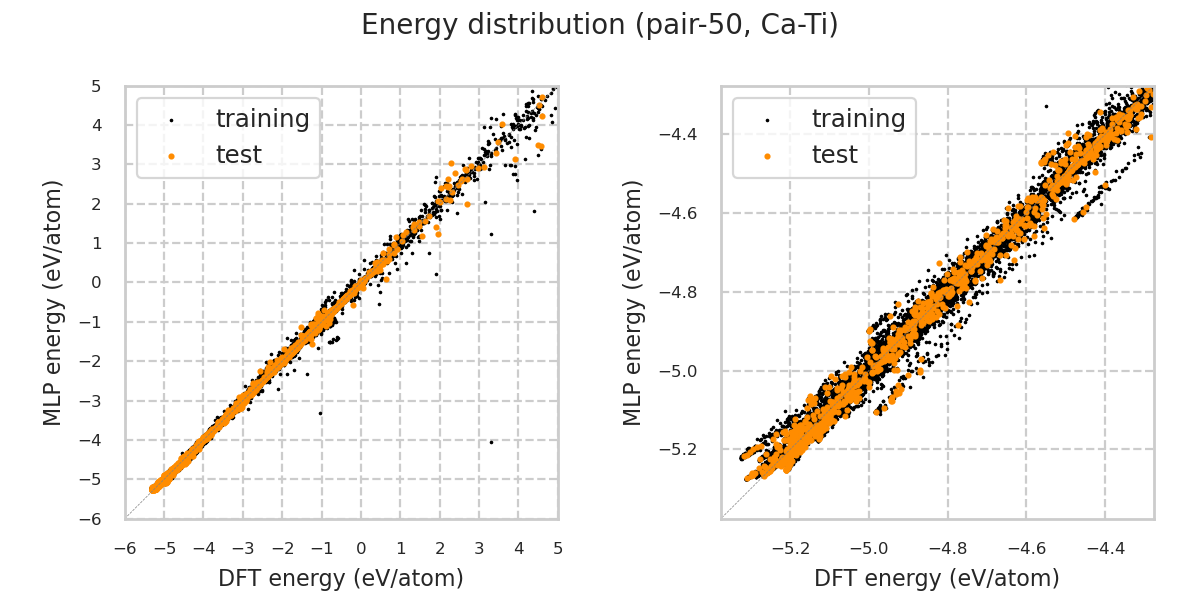 Energy distribution (pair-50, Ca-Ti)
training
test
5
4
3
2
1
0
−1
−2
−3
−4
−5
−6
−6 −5 −4 −3 −2 −1 0 1 2 3 4 5
DFT energy (eV/atom)
MLP energy (eV/atom)
training
test
−4.4
−4.6
−4.8
−5.0
−5.2
−5.2 −5.0 −4.8 −4.6 −4.4
DFT energy (eV/atom)
MLP energy (eV/atom)